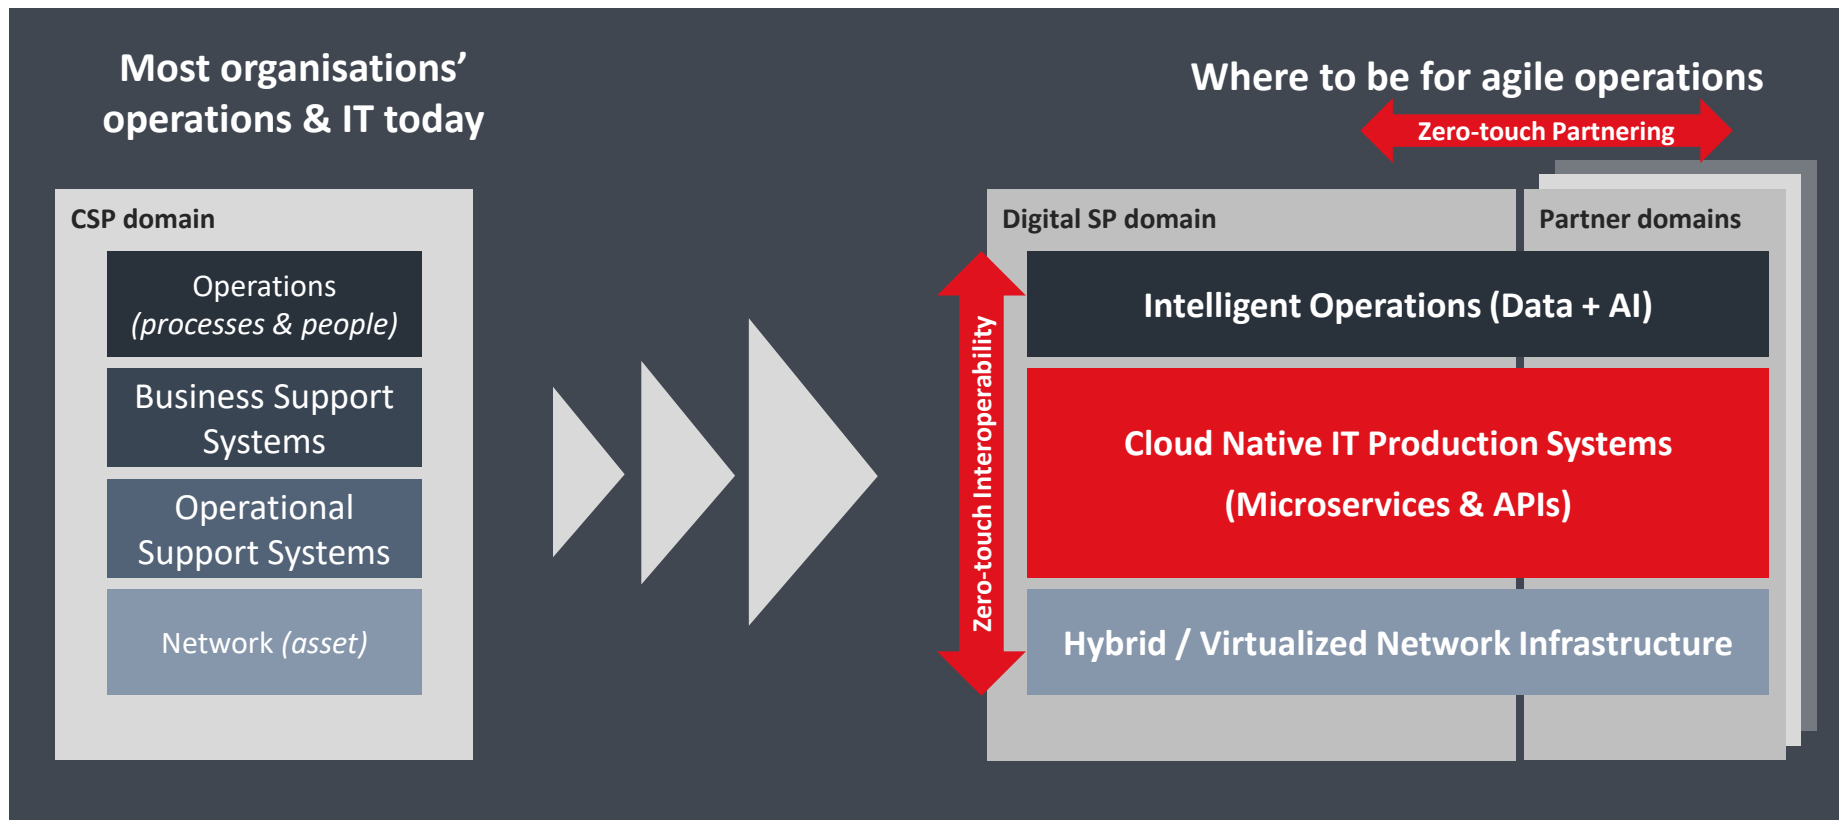 Most organisations’
operations & IT today
CSP domain
Operations
(processes & people)
Business Support
Systems
Operational
Support Systems
Network (asset)
Where to be for agile operations
Zero-touch Partnering
Digital SP domain
Partner domains
Zero-touch Interoperability
Intelligent Operations (Data + AI)
Cloud Native IT Production Systems
(Microservices & APIs)
Hybrid / Virtualized Network Infrastructure